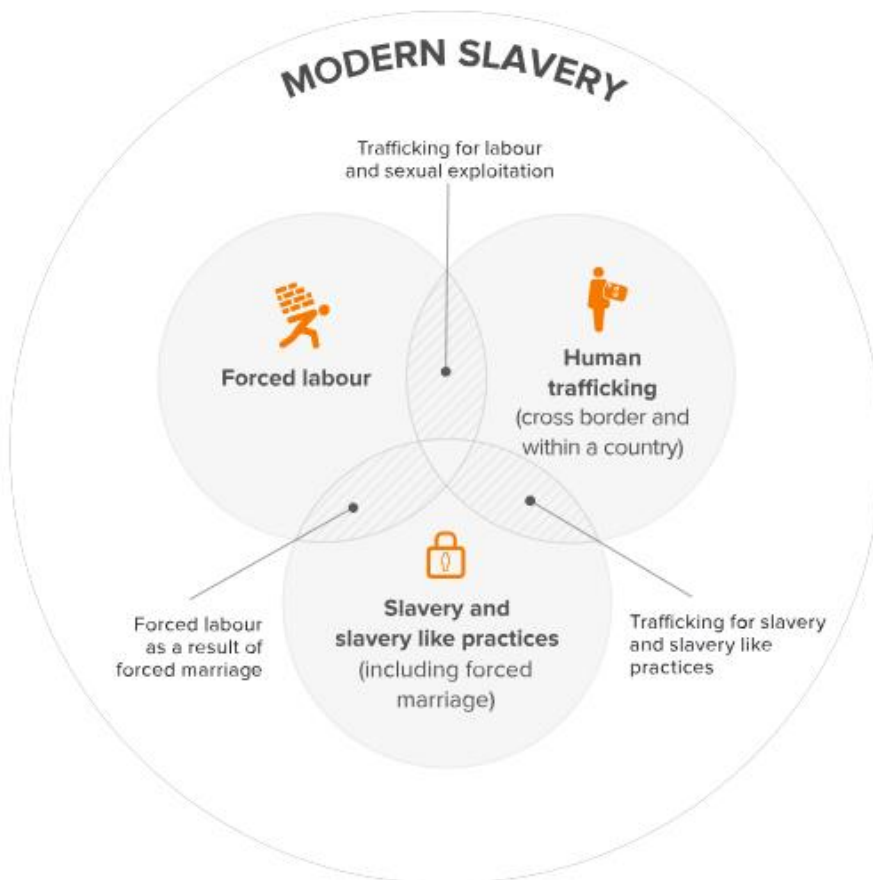 MODERN SLAVERY
Trafficking for labour
and sexual exploitation
Forced labour
Human
trafficking
(cross border and
within a country)
Slavery and
slavery like practices
(including forced
marriage)
Forced labour
as a result of
forced marriage
Trafficking for slavery
and slavery like
practices